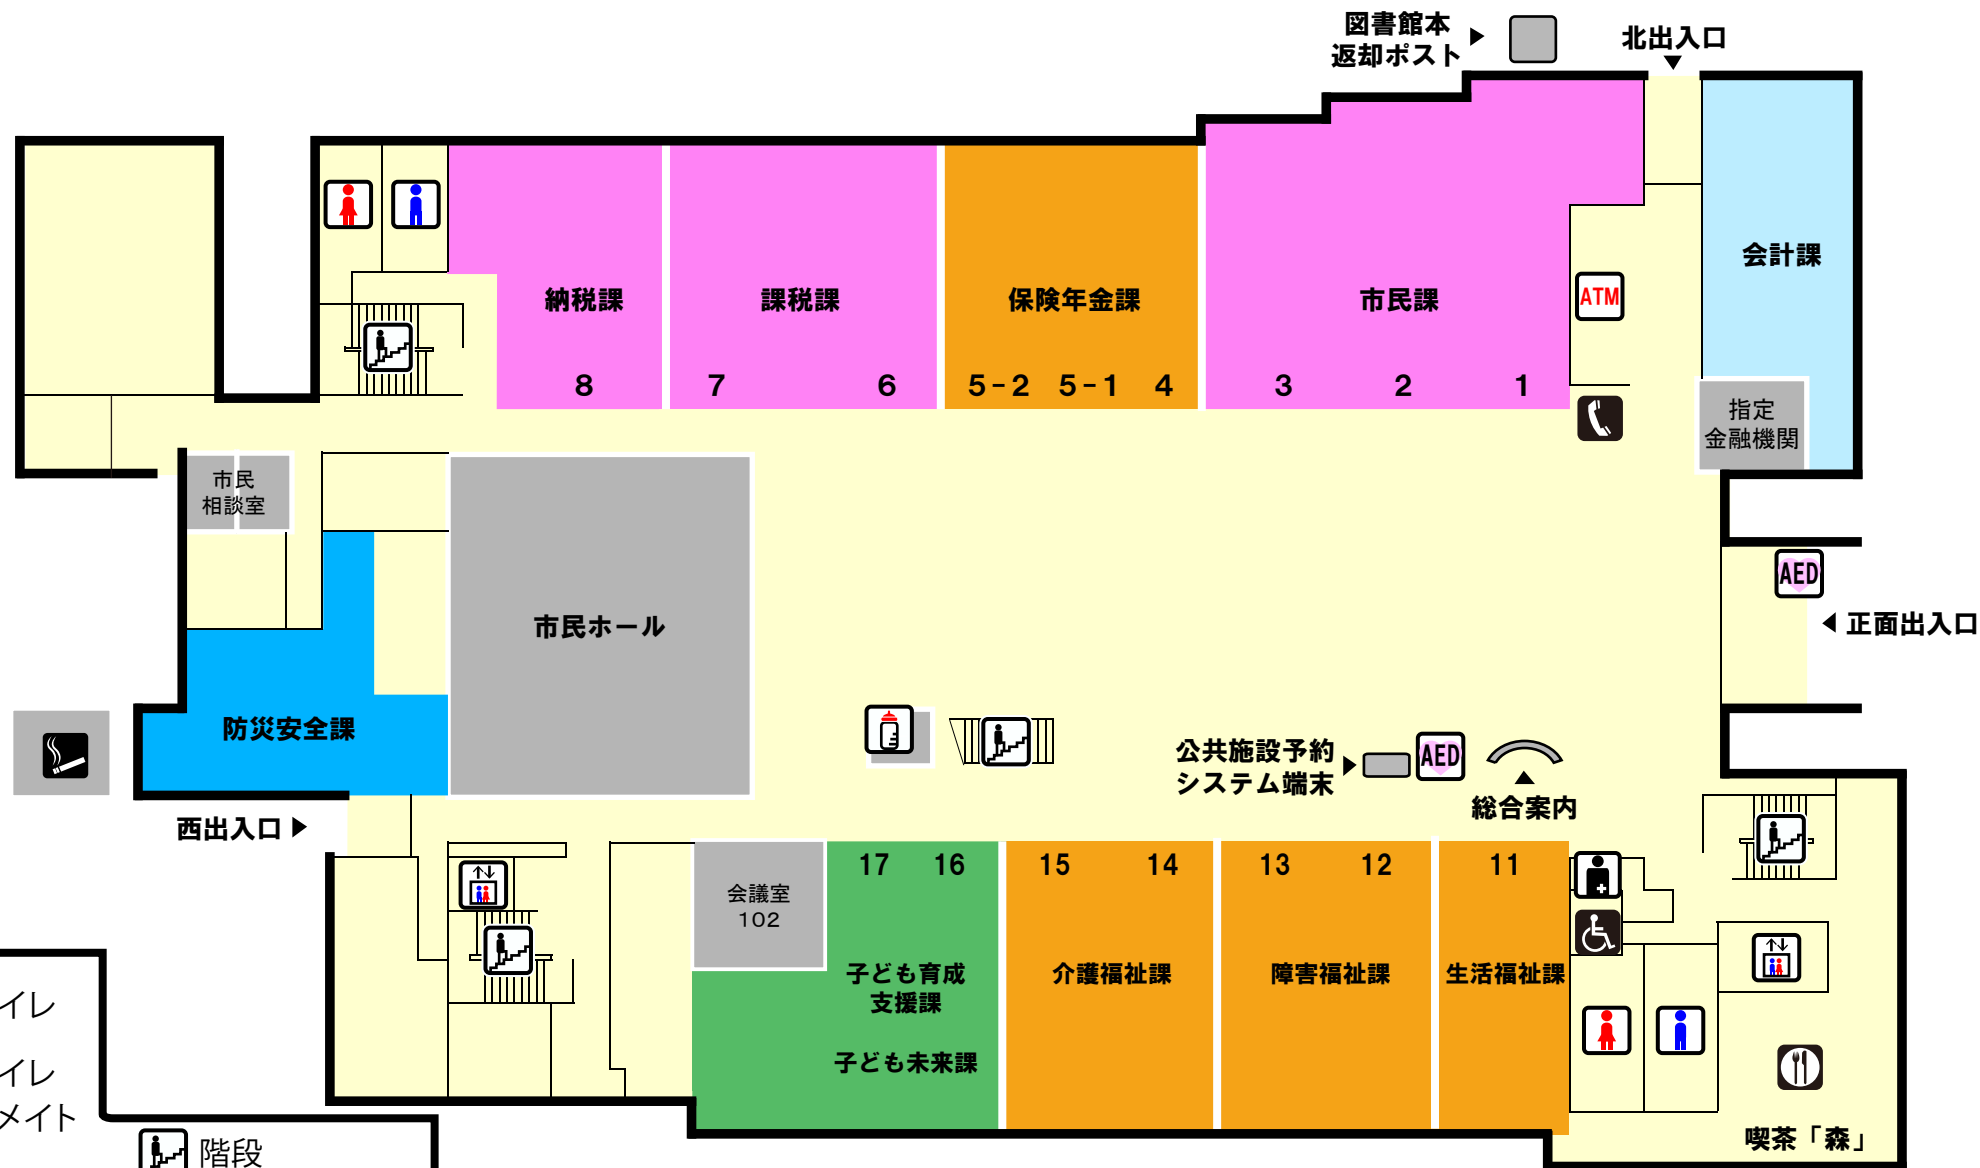 図書館本
返却ポスト
北出入口
会計課
納税課
課税課
保険年金課
市民課
ATM
8
7
6
5-2
5-1
4
3
2
1
指定
金融機関
市民
相談室
市民ホール
AED
正面出入口
防災安全課
公共施設予約
システム端末
AED
総合案内
西出入口
会議室
102
17
16
15
14
13
12
11
子ども育成
支援課
子ども未来課
介護福祉課
障害福祉課
生活福祉課
喫茶「森」
イレ
イレ
メイト
階段